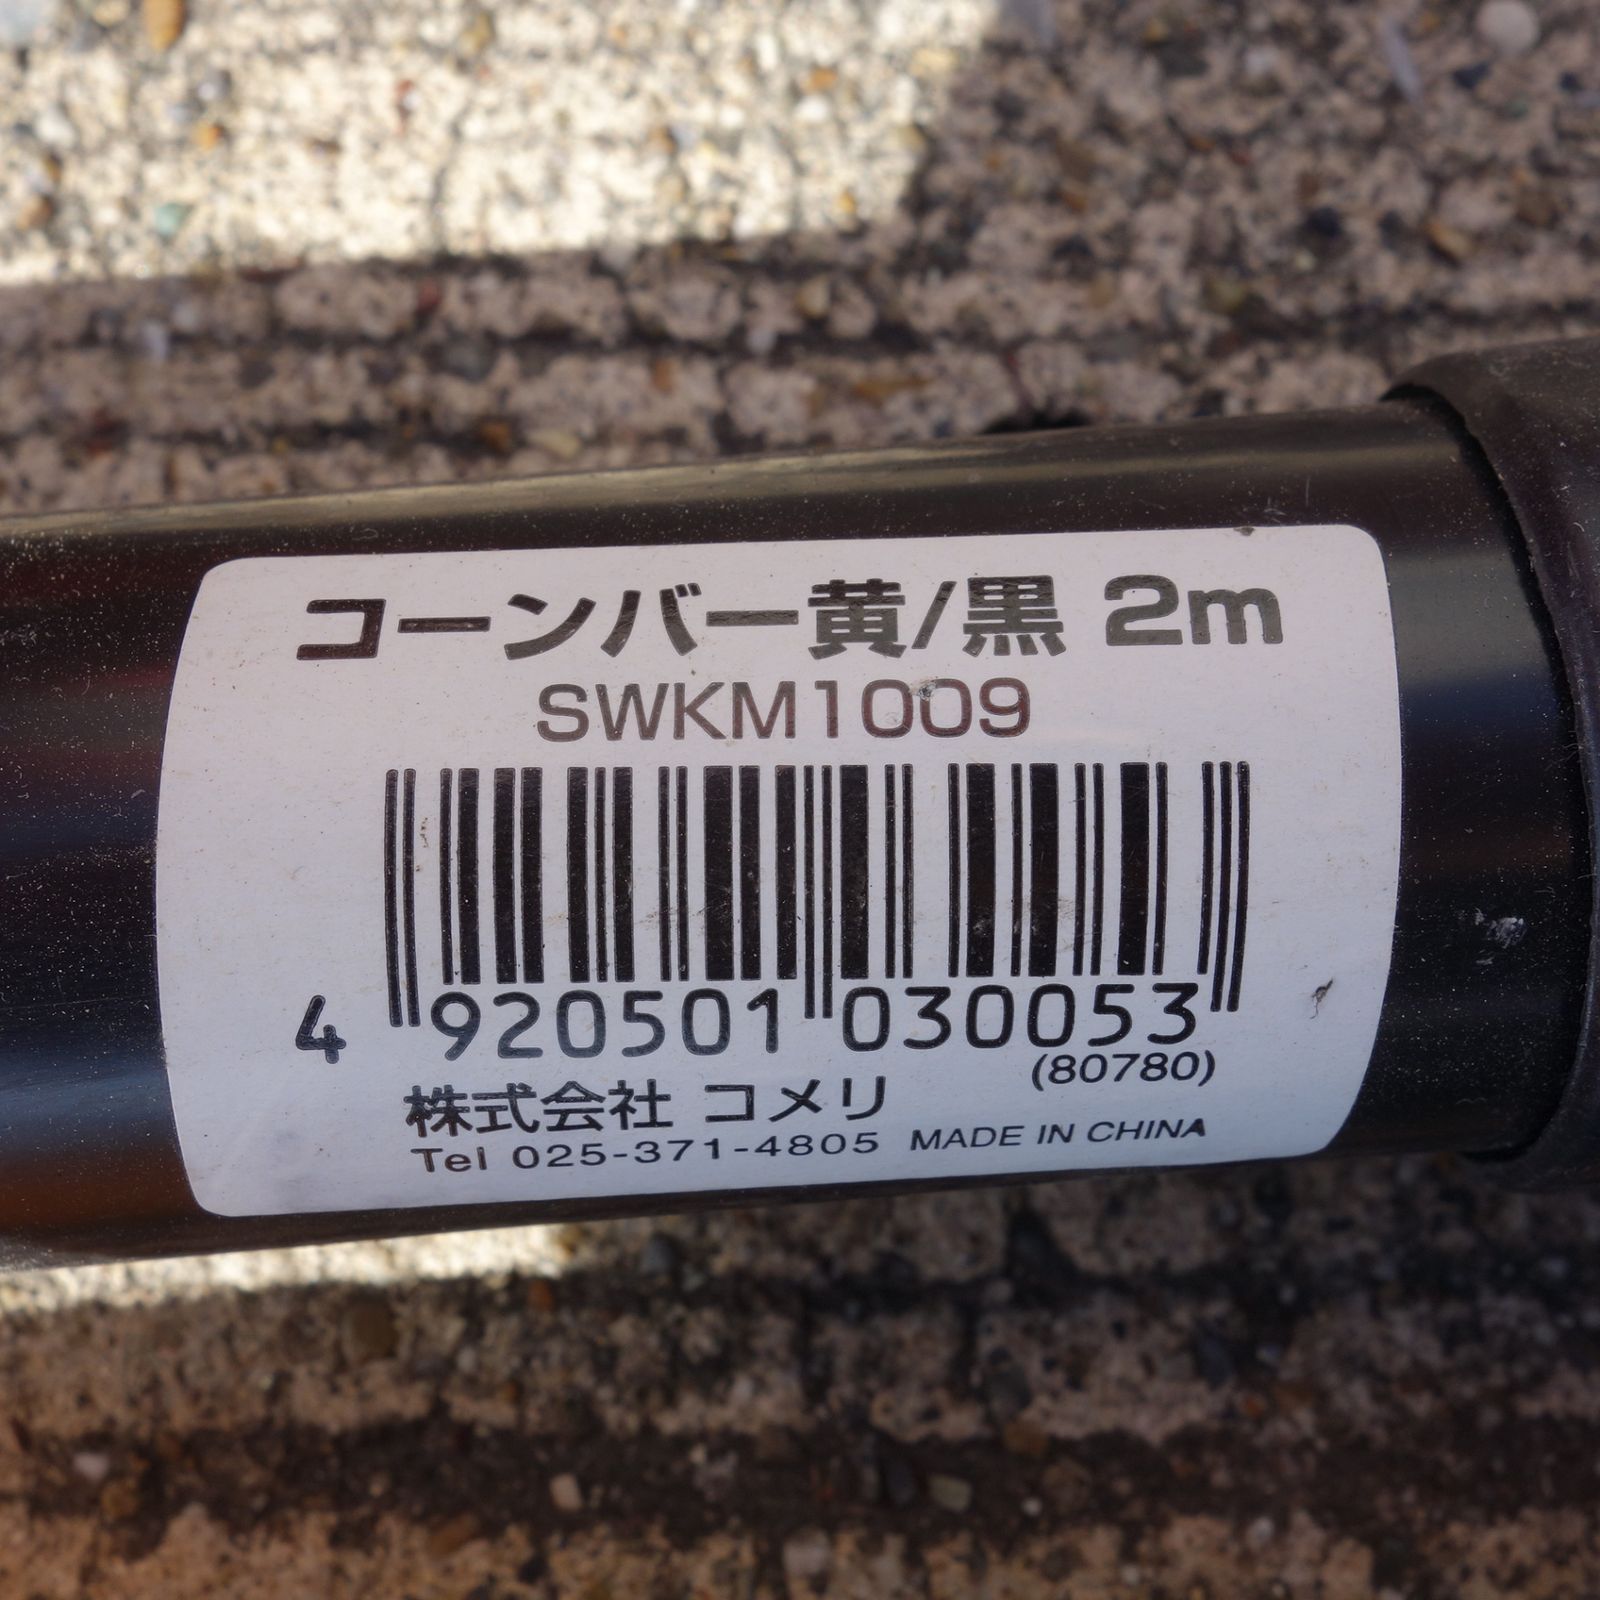 コーンバー黄/黒 2m
SWKM1009
4 920501 030053
(80780)
株式会社 コメリ
Tel 025-371-4805 MADE IN CHINA